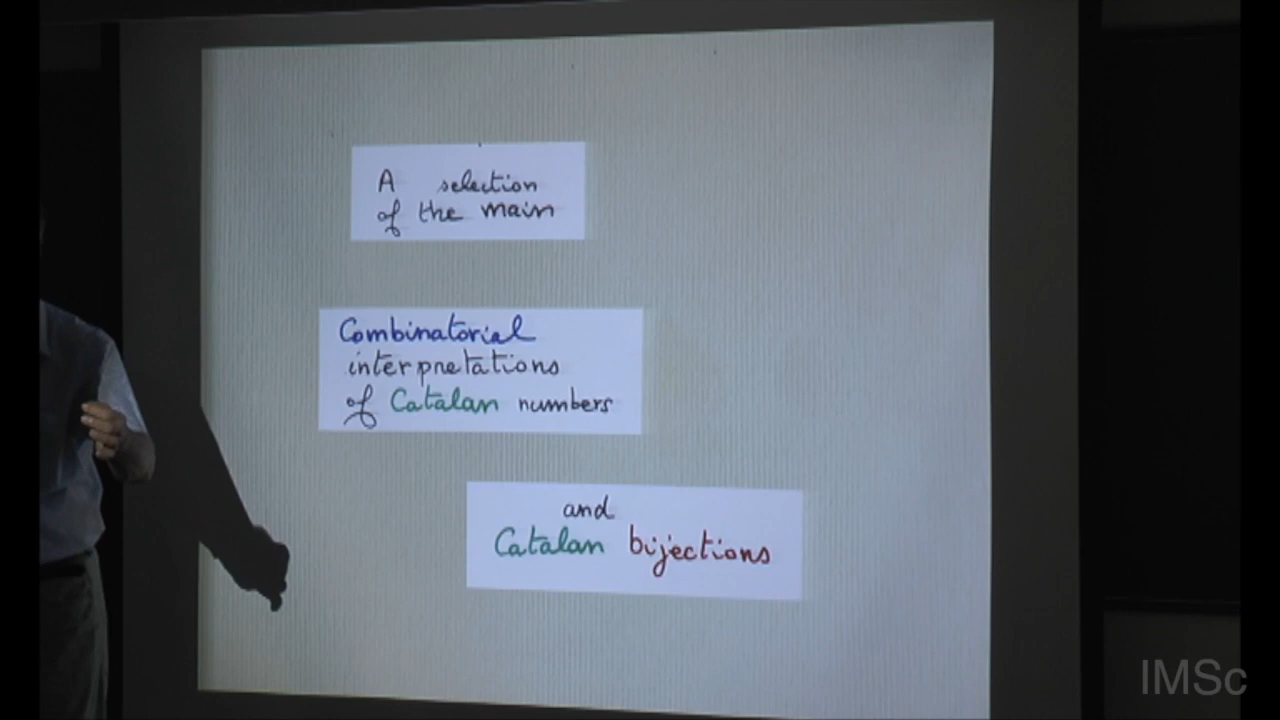 A selection
of the main
Combinatorial
interpretations
of Catalan numbers
and
Catalan bijections
IMSc